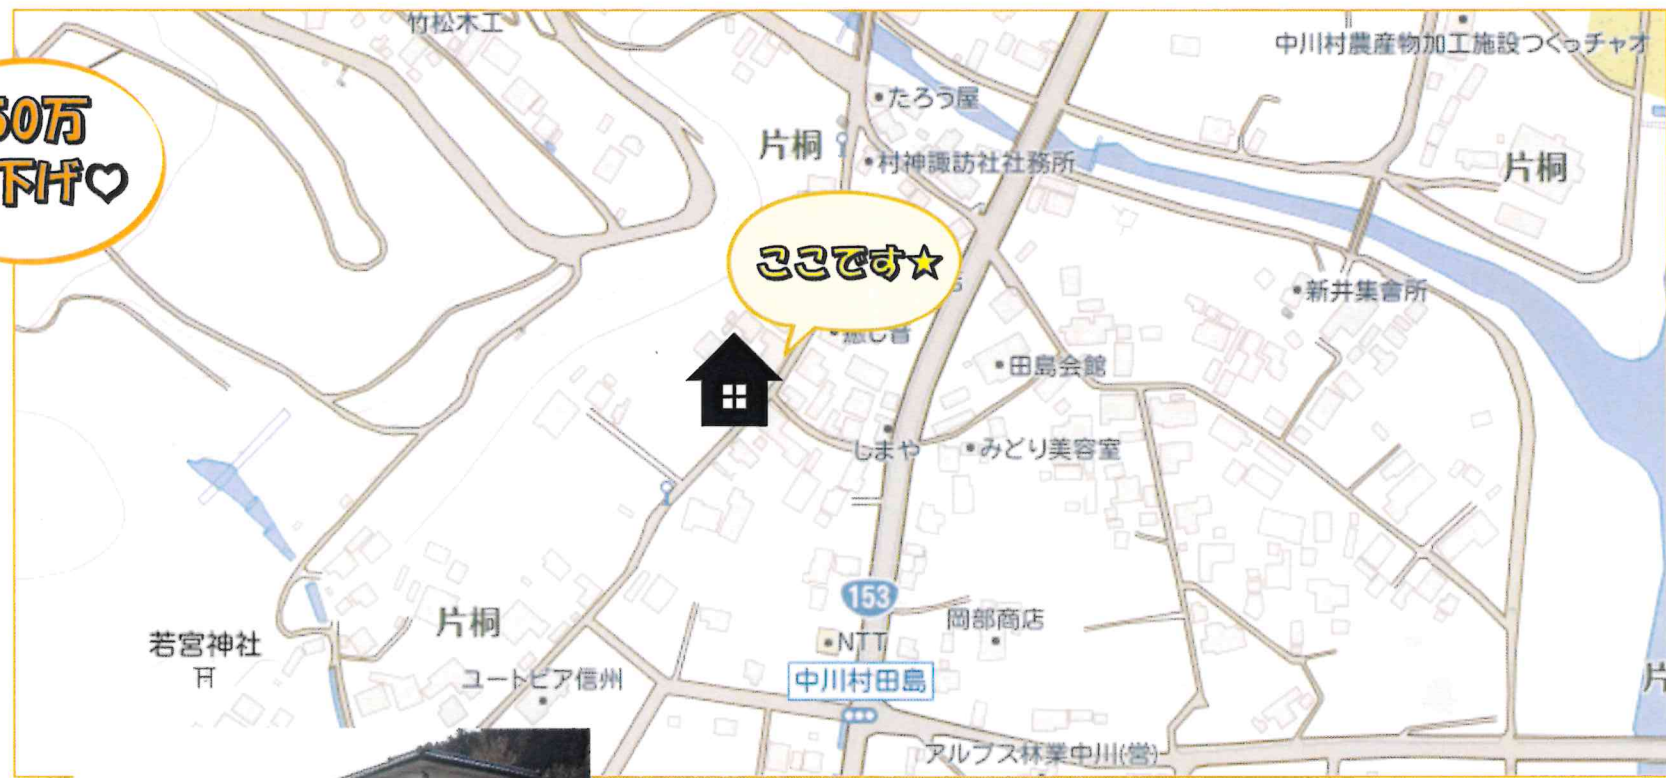 竹松木工
中川村農産物加工施設つくっチャオ
50万
下げ♡
たろう屋
片桐
村神諏訪社社務所
片桐
ここです★
新井集會所
癒し音
田島会館
しまや
みどり美容室
153
岡部商店
片桐
若宮神社
NTT
ユートピア信州
中川村田島
片
アルプス林業中川(営)